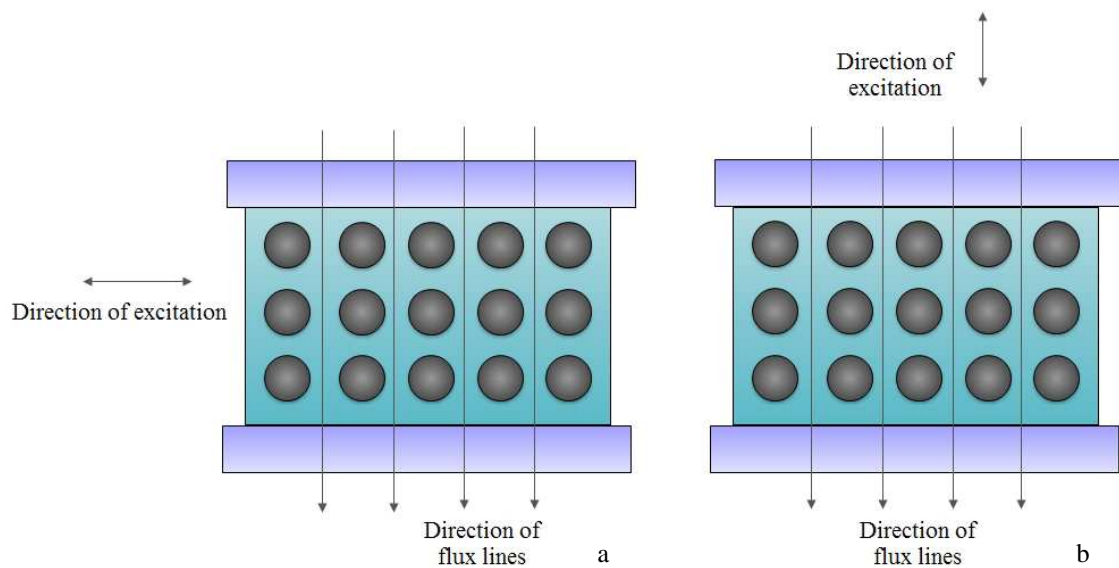 Direction of
excitation
Direction of excitation
Direction of
flux lines
a
Direction of
flux lines
b